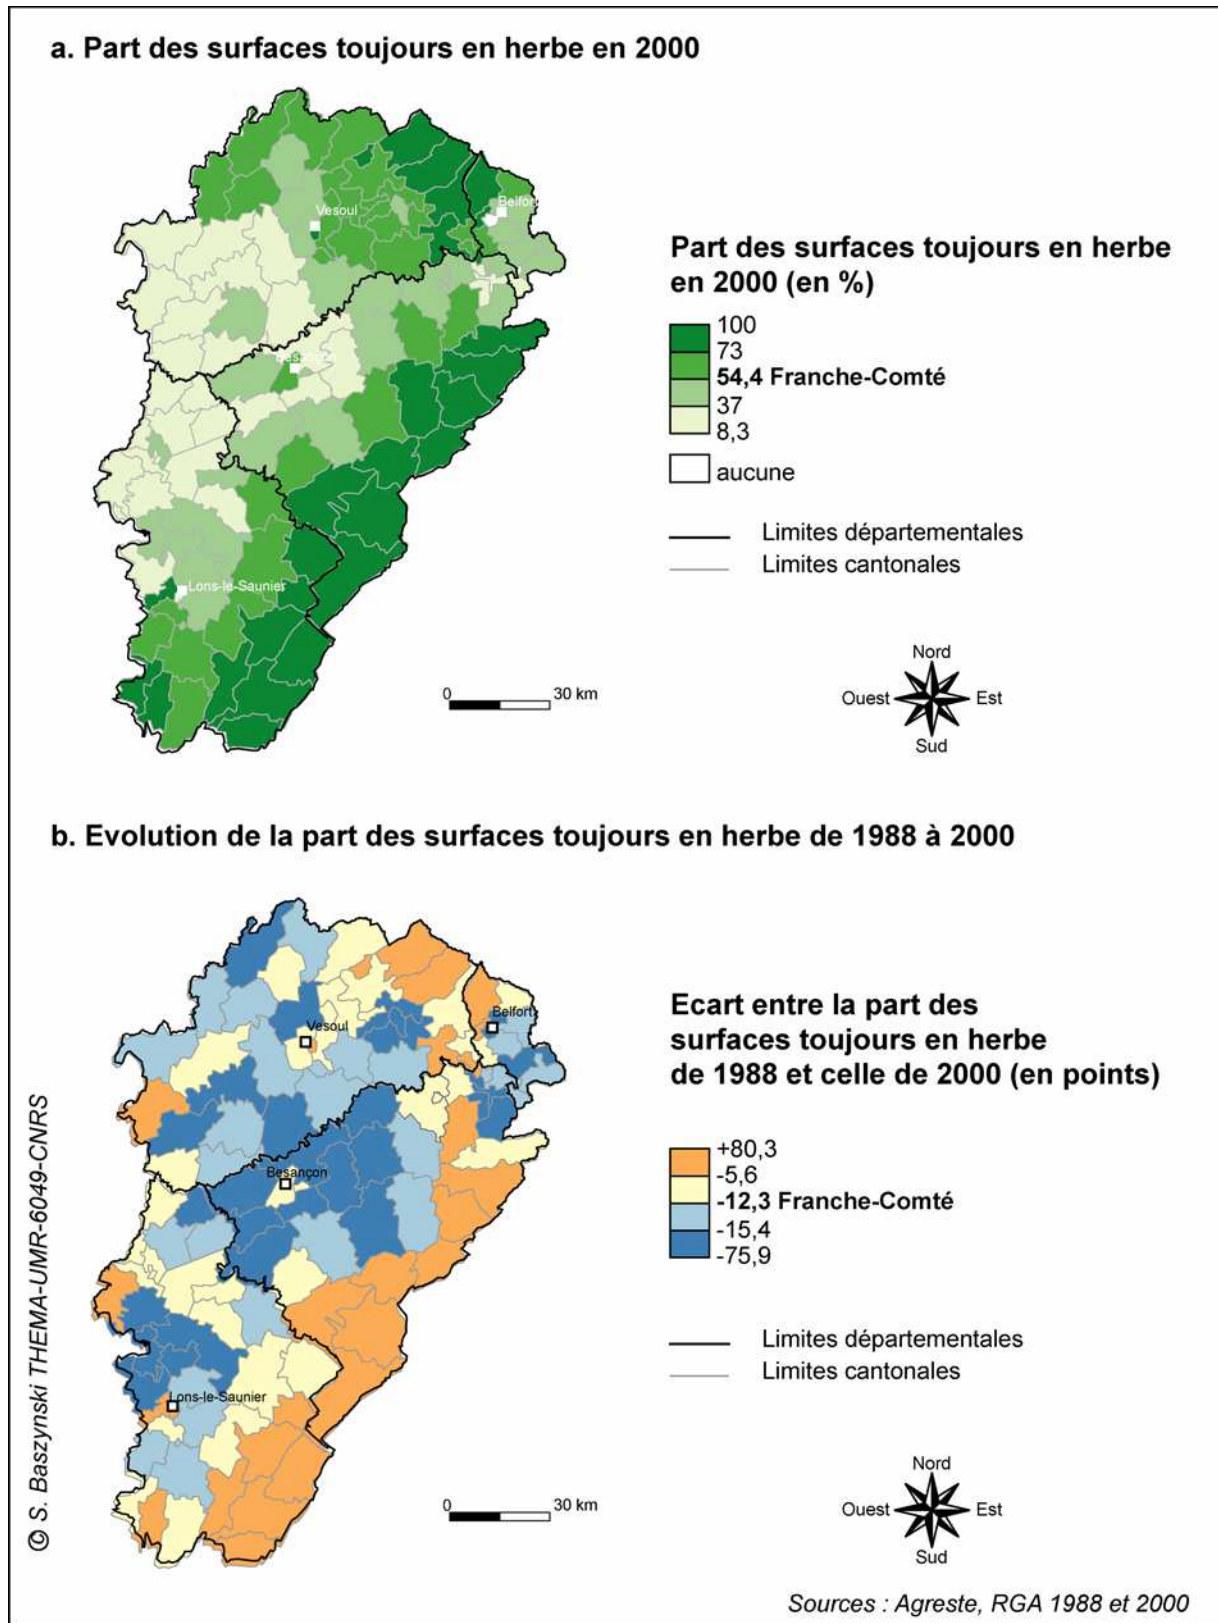 a. Part des surfaces toujours en herbe en 2000
Vesoul
Belfort
Besançon
Lons-le-Saunier
Part des surfaces toujours en herbe
en 2000 (en %)
100
73
54,4 Franche-Comté
37
8,3
aucune
Limites départementales
Limites cantonales
0 30 km
Nord
Ouest Est
Sud
b. Evolution de la part des surfaces toujours en herbe de 1988 à 2000
Vesoul
Belfort
Besançon
Lons-le-Saunier
Ecart entre la part des
surfaces toujours en herbe
de 1988 et celle de 2000 (en points)
+80,3
-5,6
-12,3 Franche-Comté
-15,4
-75,9
Limites départementales
Limites cantonales
0 30 km
Nord
Ouest Est
Sud
© S. Baszynski THEMA-UMR-6049-CNRS
Sources : Agreste, RGA 1988 et 2000